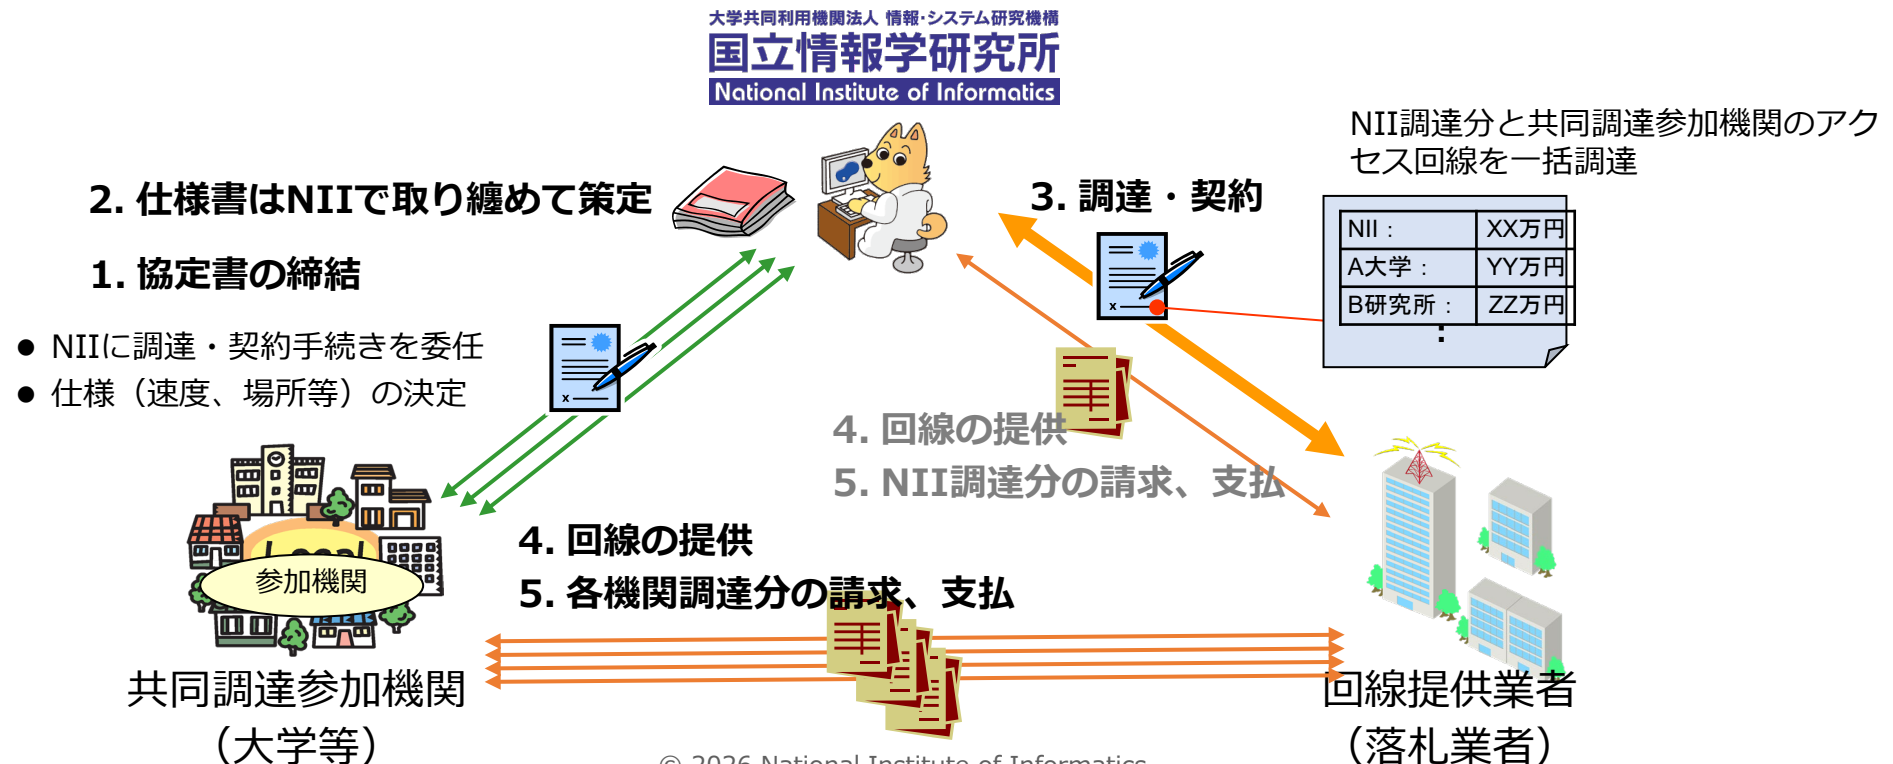 大学共同利用機関法人 情報・システム研究機構
国立情報学研究所
National Institute of Informatics
NII調達分と共同調達参加機関のアク
セス回線を一括調達
2. 仕様書はNIIで取り纏めて策定
3. 調達・契約
NII： XX万円
A大学： YY万円
B研究所： ZZ万円
：
1. 協定書の締結
● NIIに調達・契約手続きを委任
● 仕様（速度、場所等）の決定
x
x
4. 回線の提供
5. NII調達分の請求、支払
4. 回線の提供
5. 各機関調達分の請求、支払
参加機関
共同調達参加機関
（大学等）
回線提供業者
（落札業者）
© 2026 National Institute of Informatics